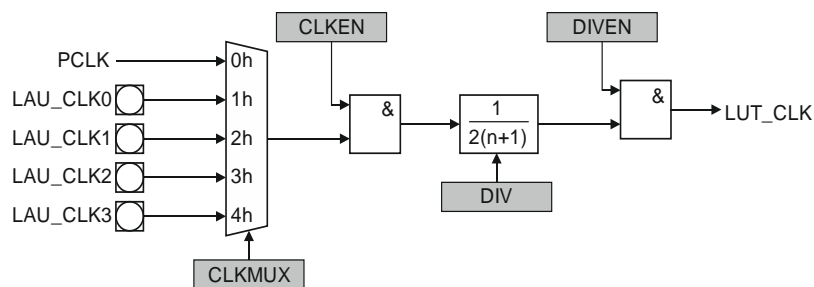 CLKEN
DIVEN
PCLK
0h
LAU_CLK0
1h
&
1
2(n+1)
&
LUT_CLK
LAU_CLK1
2h
LAU_CLK2
3h
DIV
LAU_CLK3
4h
CLKMUX